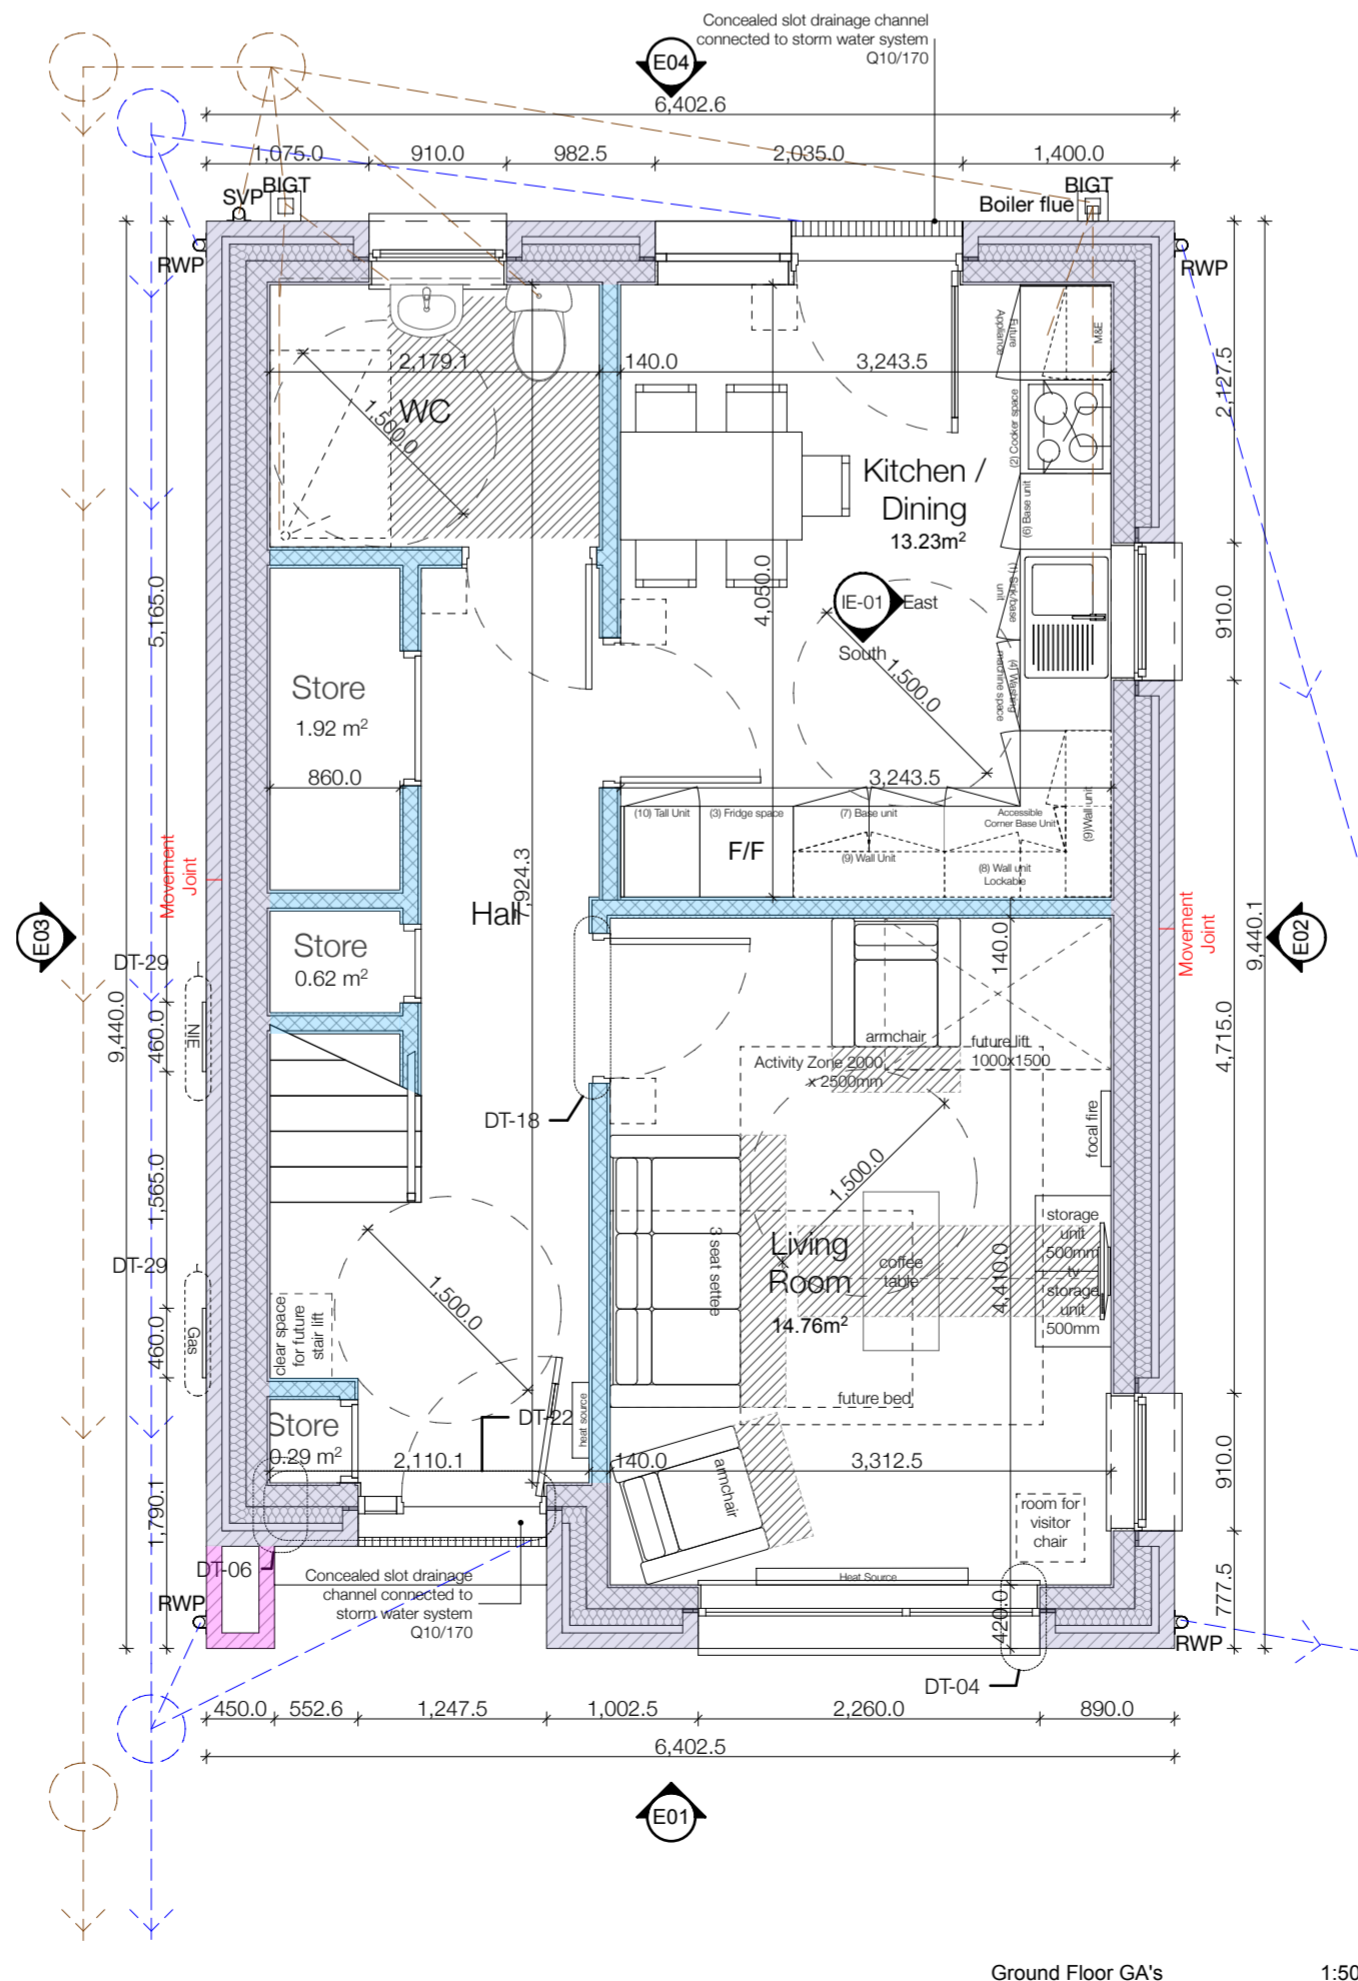 Concealed slot drainage channel
connected to storm water system
Q10/170
E04
6,402.6
1,075.0
910.0
982.5
2,035.0
1,400.0
SVP
BIGT
Boiler flue
BIGT
RWP
RWP
2,179.1
140.0
3,243.5
WC
1,500.0
Future
Appliance
M&E
(2) Cooker space
Kitchen /
Dining
13.23m²
(6) Base unit
(1) Sink/base
unit
IE-01
East
South
4,050.0
1,500.0
(4) Washing
machine space
2,127.5
910.0
5,165.0
Store
1.92 m²
860.0
3,243.5
(10) Tall Unit
(3) Fridge space
(7) Base unit
Accessible
Corner Base Unit
(9)Wall unit
F/F
(9) Wall Unit
(8) Wall unit
Lockable
Movement
Joint
7,924.3
Hall
Movement
Joint
E03
9,440.1
E02
Store
0.62 m²
DT-29
140.0
9,440.0
460.0
NIE
armchair
future lift
1000x1500
Activity Zone 2000
x 2500mm
4,715.0
DT-18
focal fire
1,565.0
1,500.0
DT-29
3 seat settee
Living
Room
14.76m²
coffee
table
4,410.0
storage
unit
500mm
tv
storage
unit
500mm
460.0
Gas
clear space
for future
stair lift
1,500.0
future bed
heat source
DT-22
Store
0.29 m²
2,110.1
140.0
3,312.5
armchair
910.0
1,790.1
room for
visitor
chair
DT-06
Concealed slot drainage
channel connected to
storm water system
Q10/170
Heat Source
420.0
777.5
RWP
RWP
DT-04
450.0
552.6
1,247.5
1,002.5
2,260.0
890.0
6,402.5
E01
Ground Floor GA's
1:50